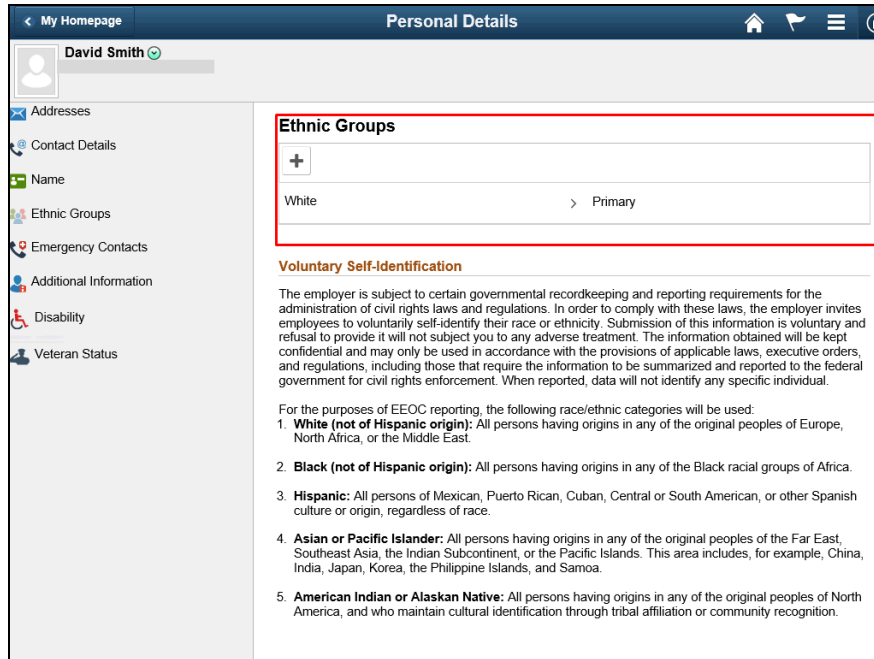 My Homepage
Personal Details
David Smith
Addresses
Contact Details
Name
Ethnic Groups
Emergency Contacts
Additional Information
Disability
Veteran Status
Ethnic Groups
White
Primary
Voluntary Self-Identification
The employer is subject to certain governmental recordkeeping and reporting requirements for the
administration of civil rights laws and regulations. In order to comply with these laws, the employer invites
employees to voluntarily self-identify their race or ethnicity. Submission of this information is voluntary and
refusal to provide it will not subject you to any adverse treatment. The information obtained will be kept
confidential and may only be used in accordance with the provisions of applicable laws, executive orders,
and regulations, including those that require the information to be summarized and reported to the federal
government for civil rights enforcement. When reported, data will not identify any specific individual.
For the purposes of EEOC reporting, the following race/ethnic categories will be used:
1. White (not of Hispanic origin): All persons having origins in any of the original peoples of Europe,
North Africa, or the Middle East.
2. Black (not of Hispanic origin): All persons having origins in any of the Black racial groups of Africa.
3. Hispanic: All persons of Mexican, Puerto Rican, Cuban, Central or South American, or other Spanish
culture or origin, regardless of race.
4. Asian or Pacific Islander: All persons having origins in any of the original peoples of the Far East,
Southeast Asia, the Indian Subcontinent, or the Pacific Islands. This area includes, for example, China,
India, Japan, Korea, the Philippine Islands, and Samoa.
5. American Indian or Alaskan Native: All persons having origins in any of the original peoples of North
America, and who maintain cultural identification through tribal affiliation or community recognition.